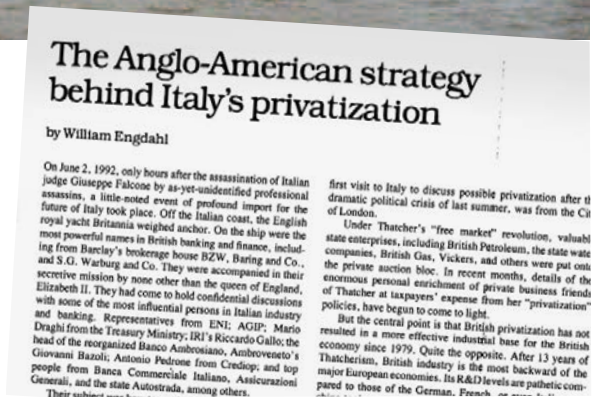 The Anglo-American strategy
behind Italy's privatization
by William Engdahl
On June 2, 1992, only hours after the assassination of Italian
judge Giuseppe Falcone by as-yet-unidentified professional
assassins, a little-noted event of profound import for the
future of Italy took place. Off the Italian coast, the English
royal yacht Britannia weighed anchor. On the ship were the
most powerful names in British banking and finance, includ-
ing from Barclay's brokerage house BZW, Baring and Co.,
and S.G. Warburg and Co. They were accompanied in their
secretive mission by none other than the queen of England,
Elizabeth II. They had come to hold confidential discussions
with some of the most influential persons in Italian industry
and banking. Representatives from ENI; AGIP; Mario
Draghi from the Treasury Ministry; IRI's Riccardo Gallo; the
head of the reorganized Banco Ambrosiano, Ambroveneto's
Giovanni Bazoli; Antonio Pedrone from Crediop; and top
people from Banca Commerciale Italiano, Assicurazioni
Generali, and the state Autostrada, among others.
Their subject was
first visit to Italy to discuss possible privatization after th
dramatic political crisis of last summer, was from the Cit
of London.
Under Thatcher's "free market" revolution, valuabl
state enterprises, including British Petroleum, the state wate
companies, British Gas, Vickers, and others were put onto
the private auction bloc. In recent months, details of the
enormous personal enrichment of private business friends
of Thatcher at taxpayers' expense from her "privatization"
policies, have begun to come to light.
But the central point is that British privatization has not
resulted in a more effective industrial base for the British
economy since 1979. Quite the opposite. After 13 years of
Thatcherism, British industry is the most backward of the
major European economies. Its R&D levels are pathetic com-
pared to those of the German, French, or even